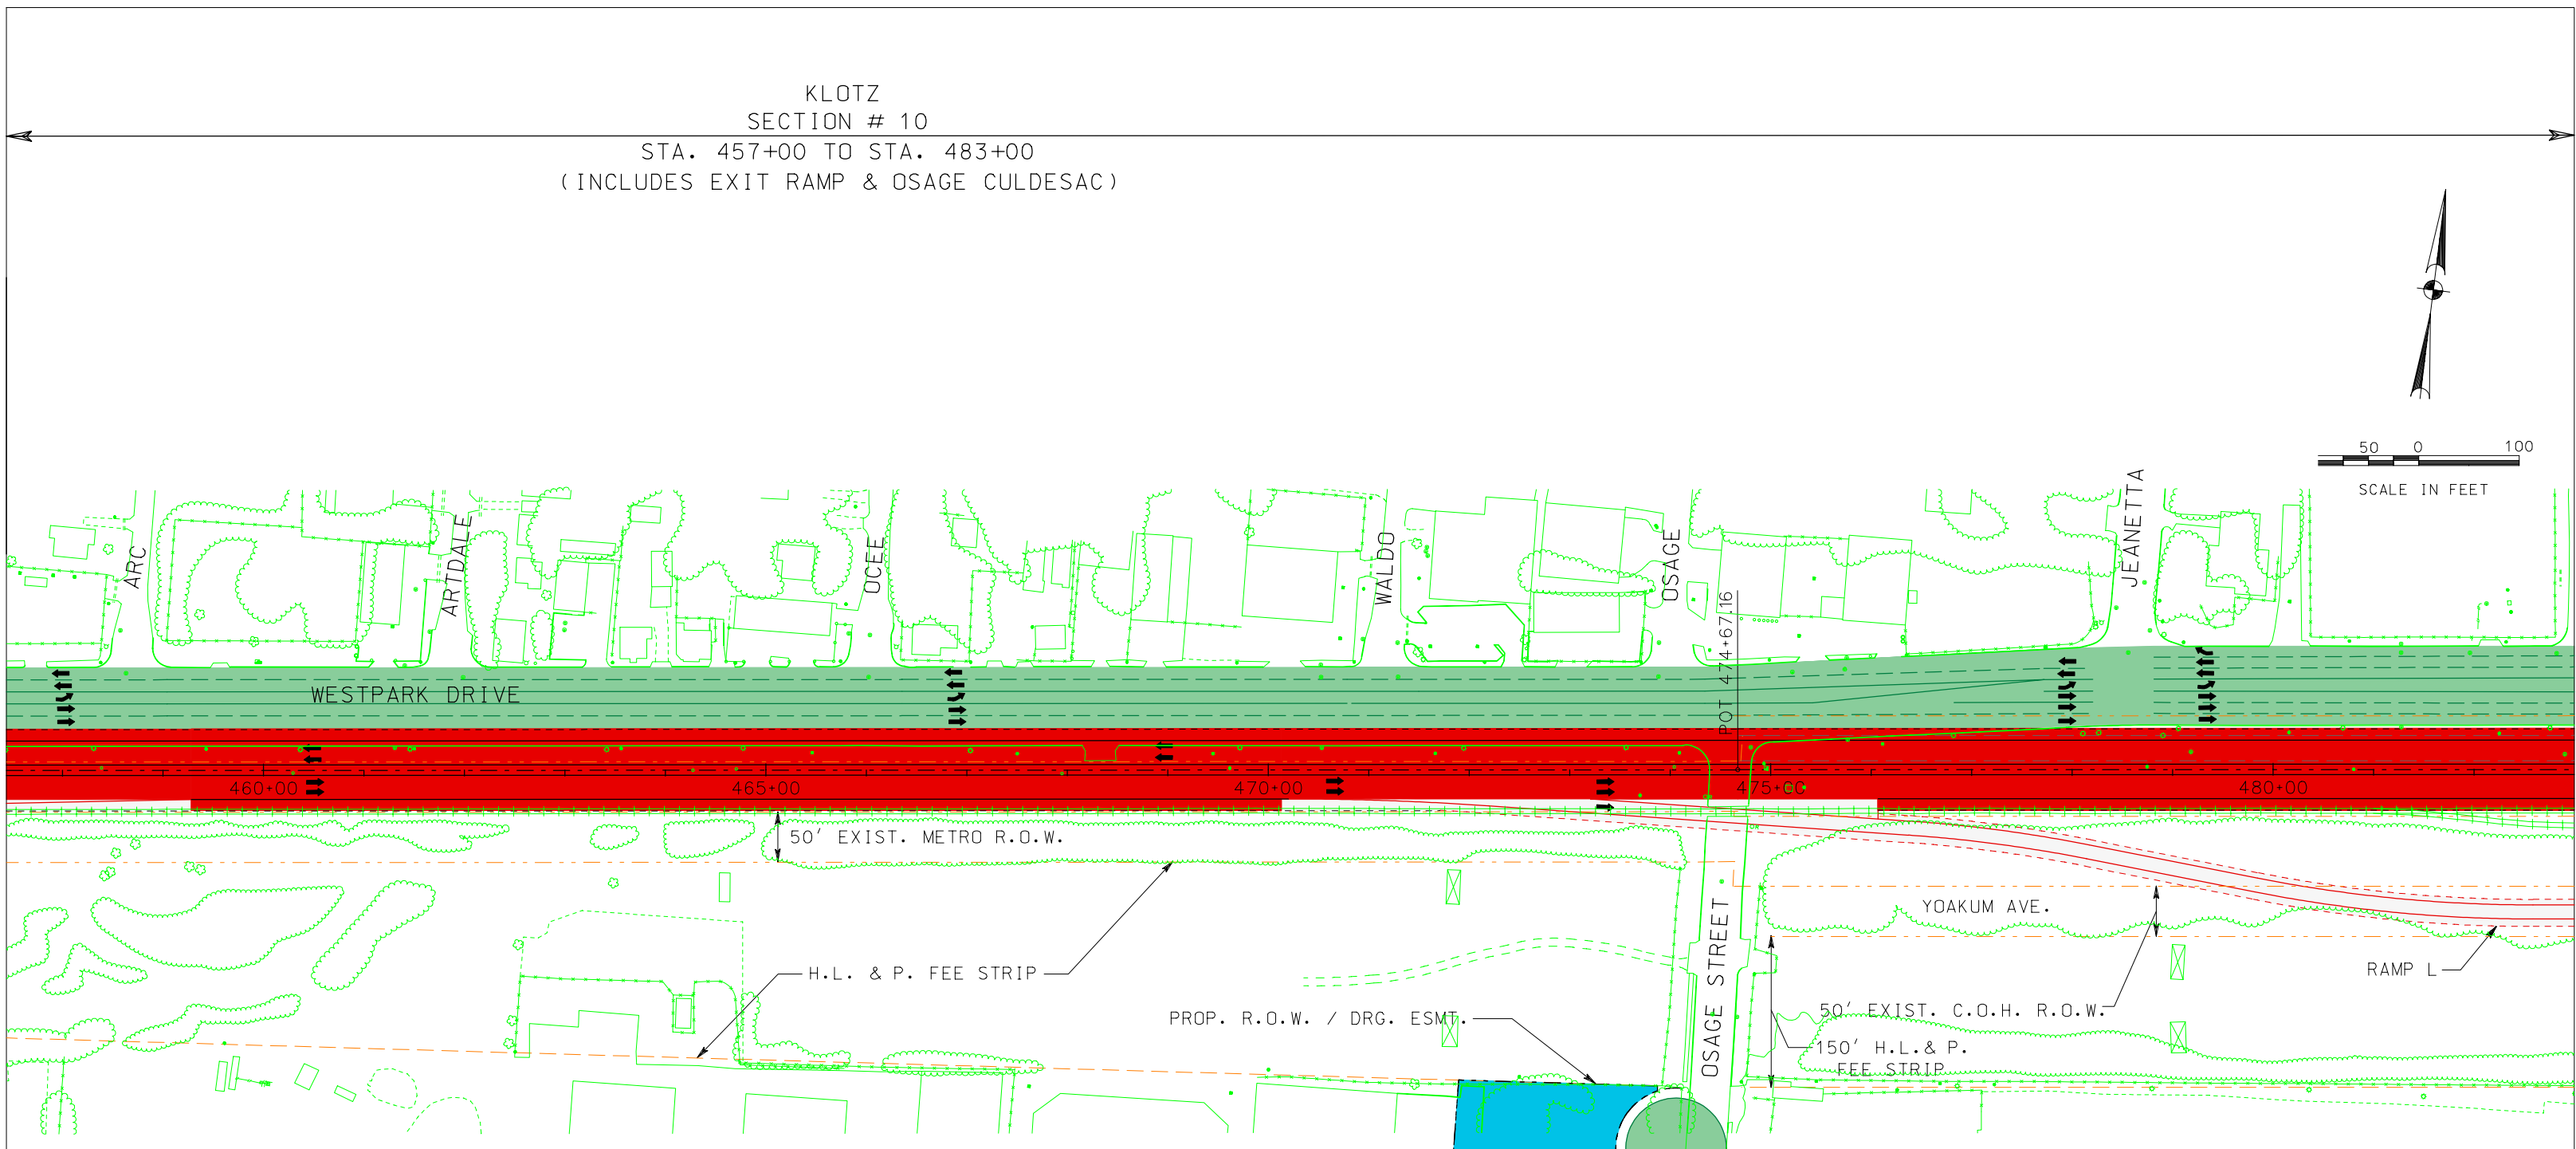 KLOTZ
SECTION # 10
STA. 457+00 TO STA. 483+00
(INCLUDES EXIT RAMP & OSAGE CULDESAC)
50 0 100
SCALE IN FEET
ARC
ARTDALE
OCEE
WALDO
OSAGE
JEANETTA
POT 474+67.16
WESTPARK DRIVE
460+00
465+00
470+00
475+00
480+00
50' EXIST. METRO R.O.W.
YOAKUM AVE.
H.L. & P. FEE STRIP
RAMP L
OSAGE STREET
PROP. R.O.W. / DRG. ESMT.
50' EXIST. C.O.H. R.O.W.
150' H.L.& P.
FEE STRIP